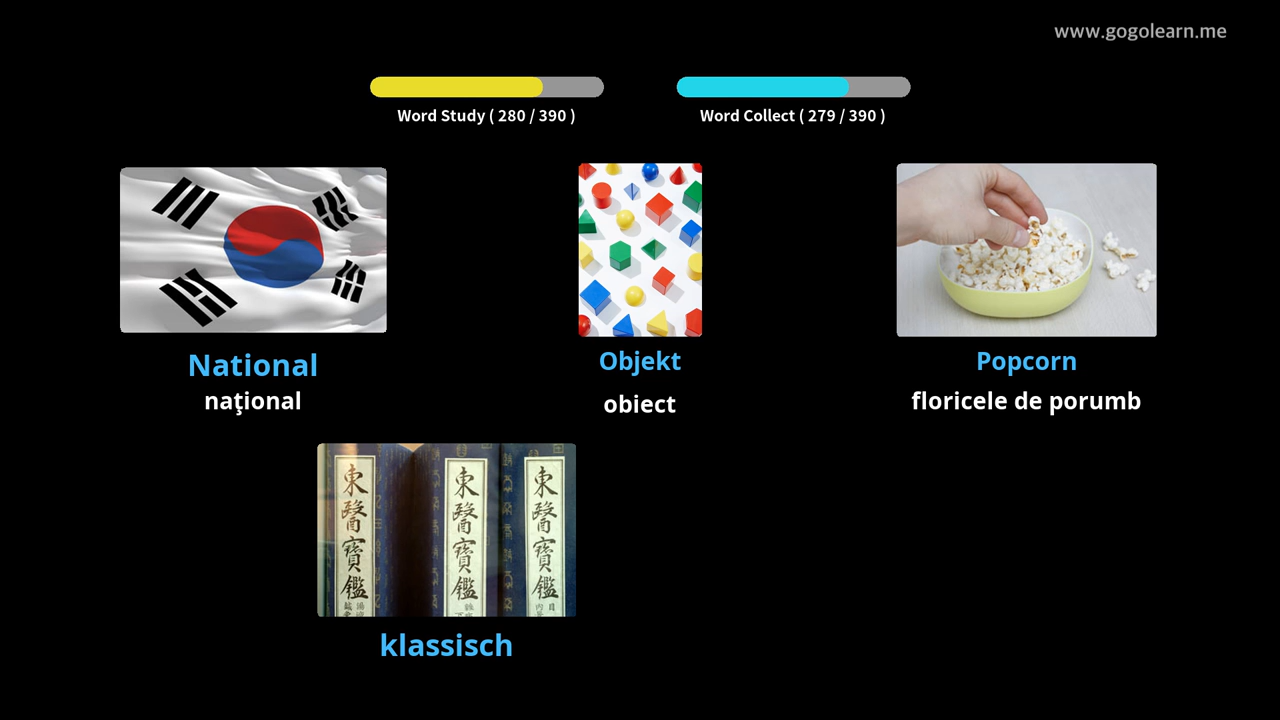 www.gogolearn.me
Word Study ( 280 / 390 )
Word Collect ( 279 / 390 )
National
naţional
Objekt
obiect
Popcorn
floricele de porumb
東醫寶鑑
東醫寶鑑
東醫寶鑑
klassisch